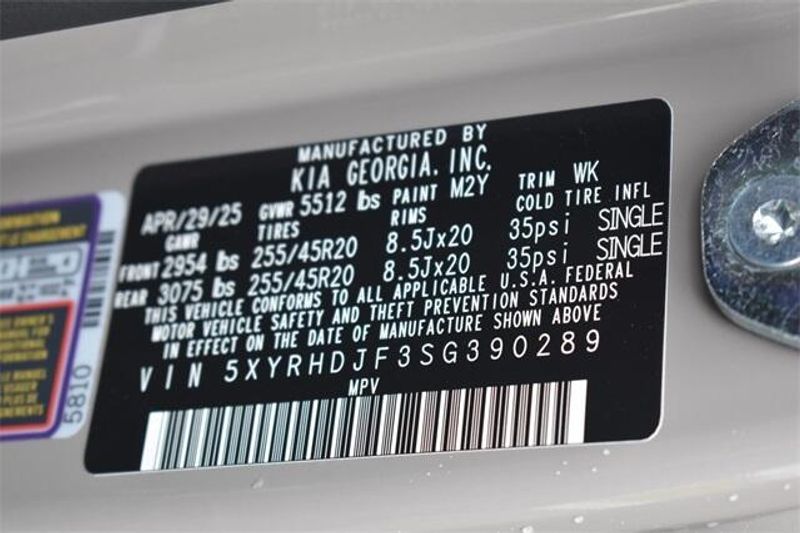 MANUFACTURED BY
KIA GEORGIA, INC.
APR/29/25 GVWR 5512 lbs PAINT M2Y TRIM WK
GAWR TIRES RIMS COLD TIRE INFL
FRONT 2954 lbs 255/45R20 8.5Jx20 35psi SINGLE
REAR 3075 lbs 255/45R20 8.5Jx20 35psi SINGLE
THIS VEHICLE CONFORMS TO ALL APPLICABLE U.S.A. FEDERAL
MOTOR VEHICLE SAFETY AND THEFT PREVENTION STANDARDS
IN EFFECT ON THE DATE OF MANUFACTURE SHOWN ABOVE
VIN 5XYRHDJF3SG390289
MPV
5810